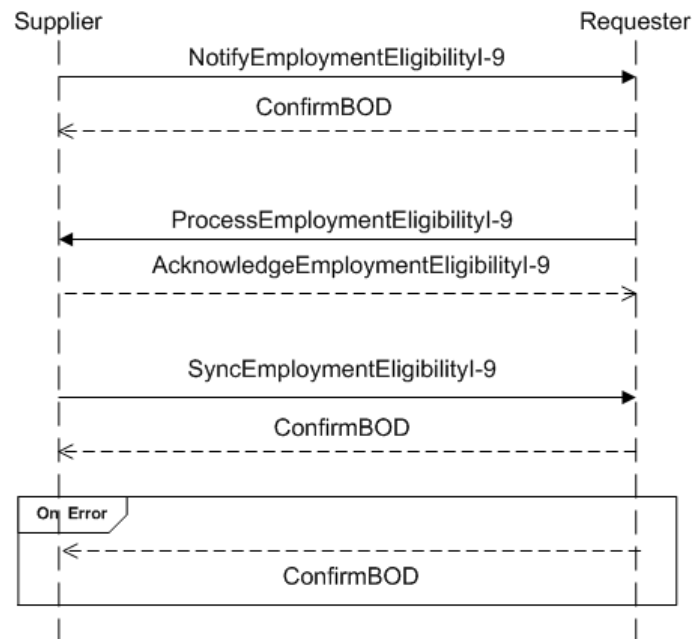 Supplier
Requester
NotifyEmploymentEligibilityI-9
ConfirmBOD
ProcessEmploymentEligibilityI-9
AcknowledgeEmploymentEligibilityI-9
SyncEmploymentEligibilityI-9
ConfirmBOD
On Error
ConfirmBOD